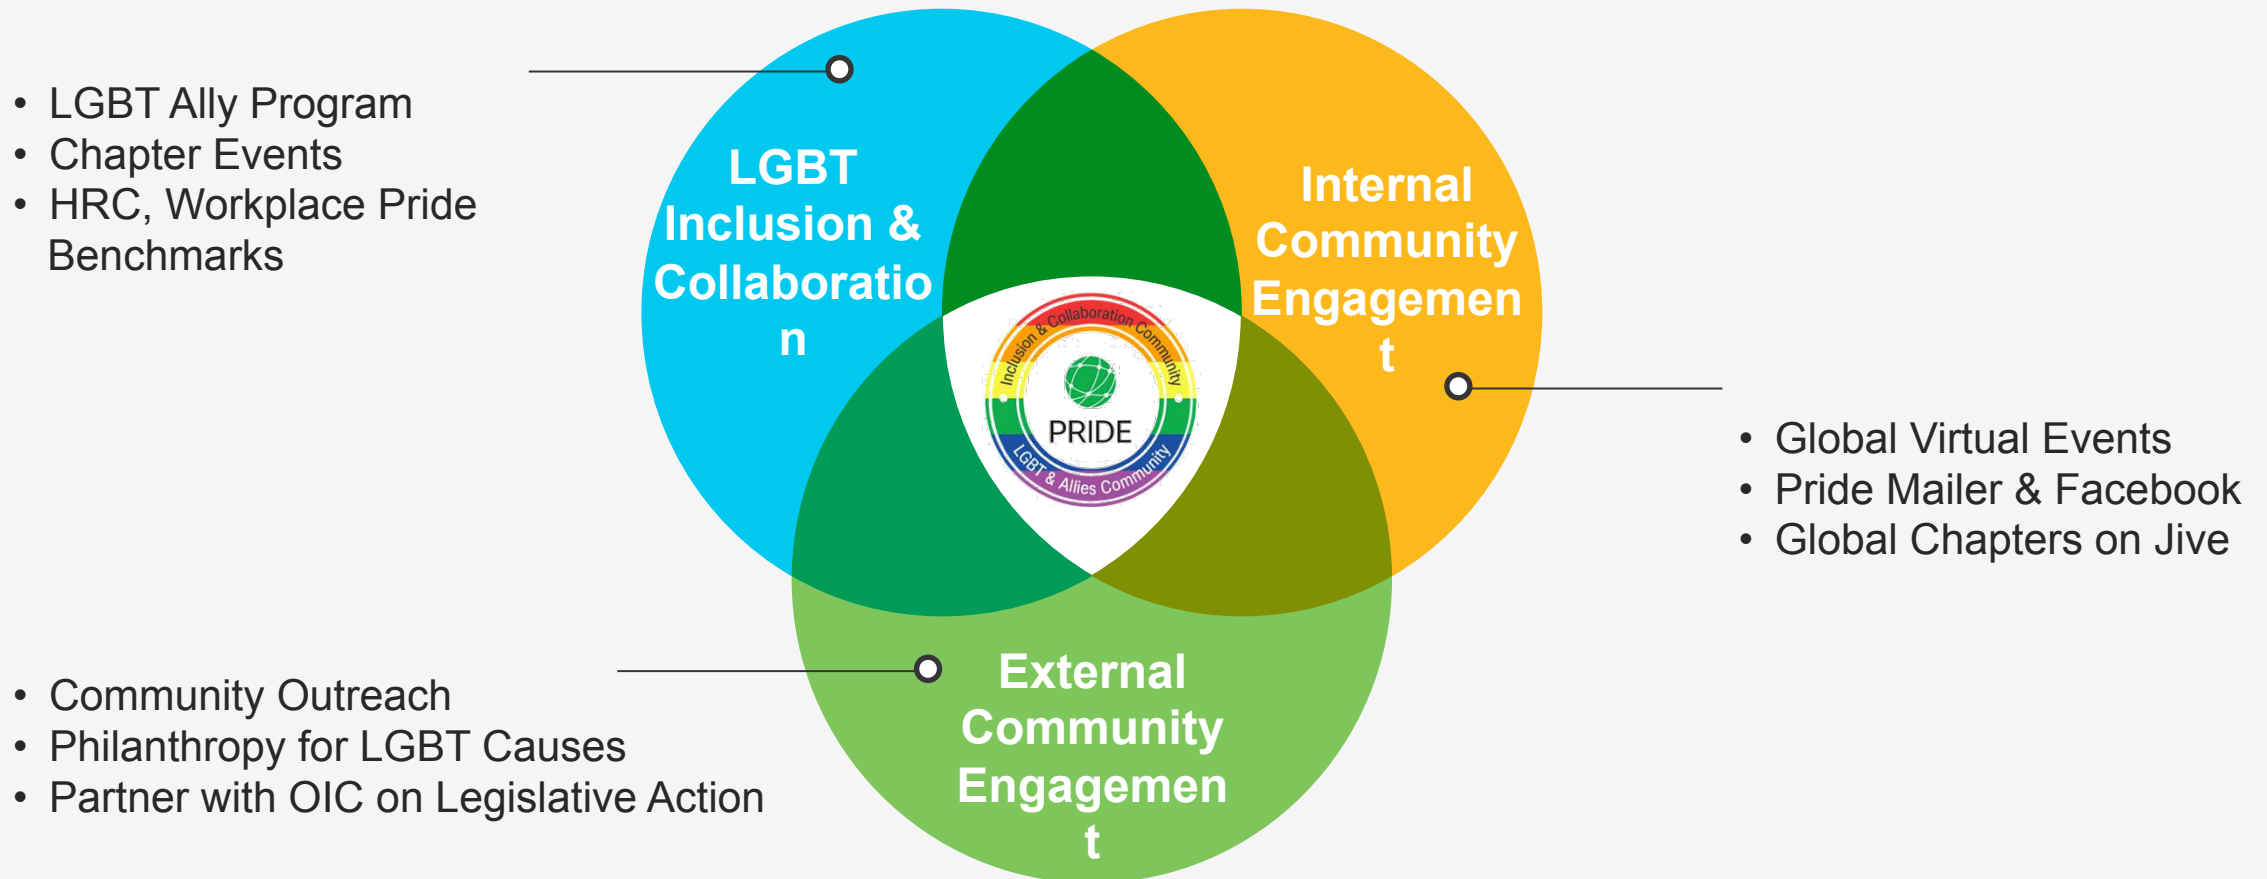 • LGBT Ally Program
• Chapter Events
• HRC, Workplace Pride
Benchmarks
LGBT
Inclusion &
Collaboratio
n
Internal
Community
Engagemen
t
Inclusion & Collaboration Community
PRIDE
LGBT & Allies Community
• Global Virtual Events
• Pride Mailer & Facebook
• Global Chapters on Jive
• Community Outreach
• Philanthropy for LGBT Causes
• Partner with OIC on Legislative Action
External
Community
Engagemen
t